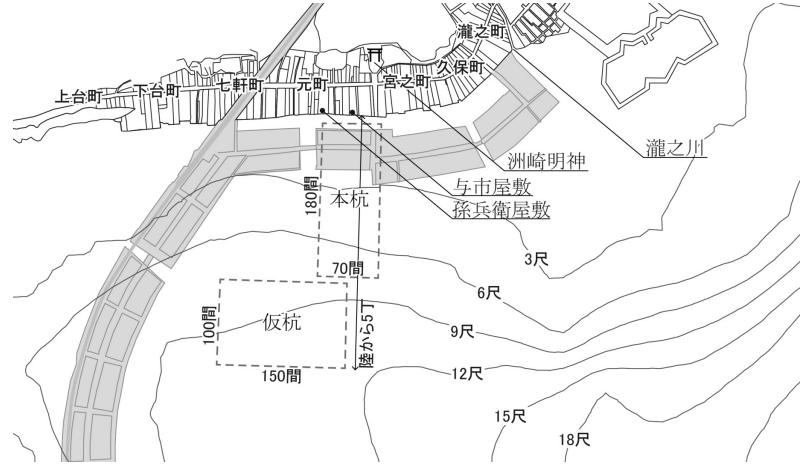 瀧之町
久保町
宮之町
元町
七軒町
下台町
上台町
瀧之川
洲崎明神
与市屋敷
孫兵衛屋敷
本杭
180間
70間
3尺
6尺
仮杭
100間
150間
陸から5丁
9尺
12尺
15尺
18尺